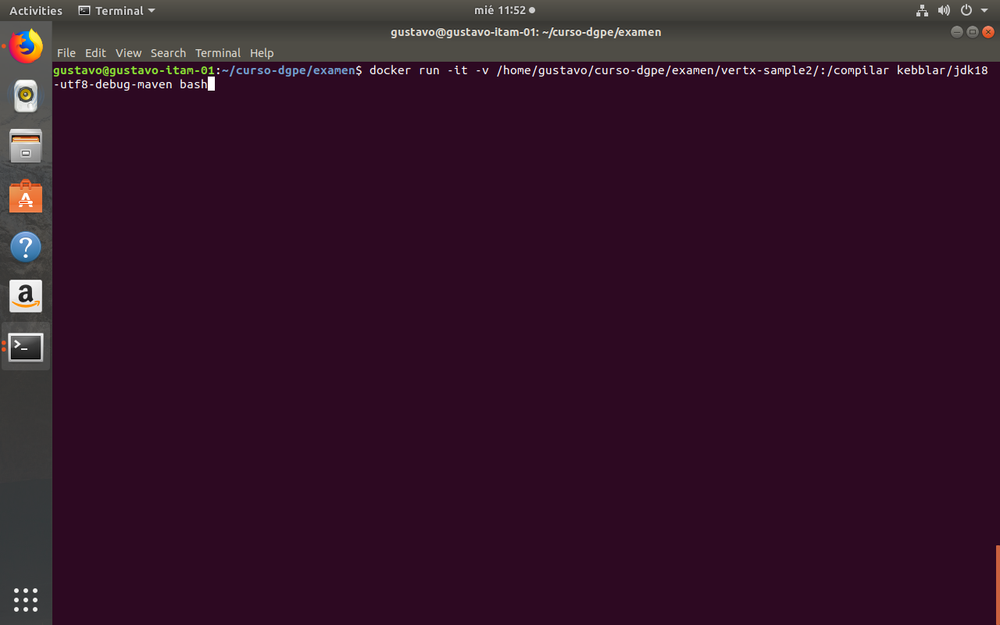 Activities Terminal mié 11:52
gustavo@gustavo-itam-01: ~/curso-dgpe/examen
File Edit View Search Terminal Help
gustavo@gustavo-itam-01:~/curso-dgpe/examen$ docker run -it -v /home/gustavo/curso-dgpe/examen/vertx-sample2/:/compilar kebblar/jdk18
-utf8-debug-maven bash